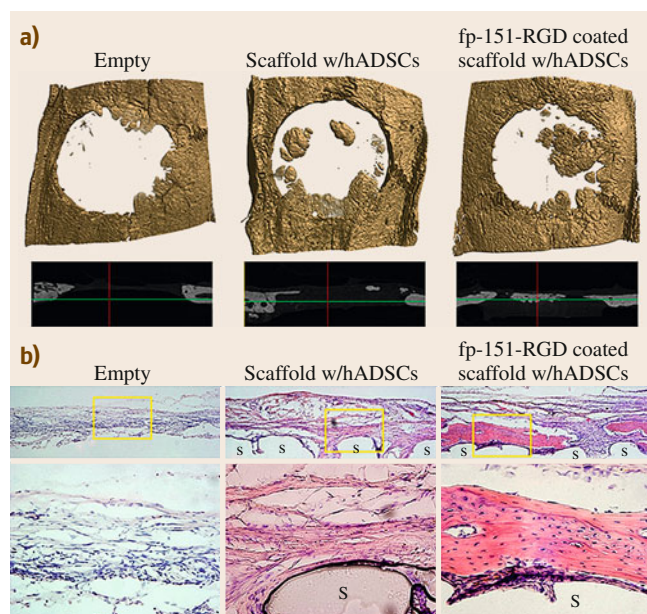 a)
Empty
Scaffold w/hADSCs
fp-151-RGD coated
scaffold w/hADSCs
b)
Empty
Scaffold w/hADSCs
fp-151-RGD coated
scaffold w/hADSCs
S
S
S
S
S
S
S
S